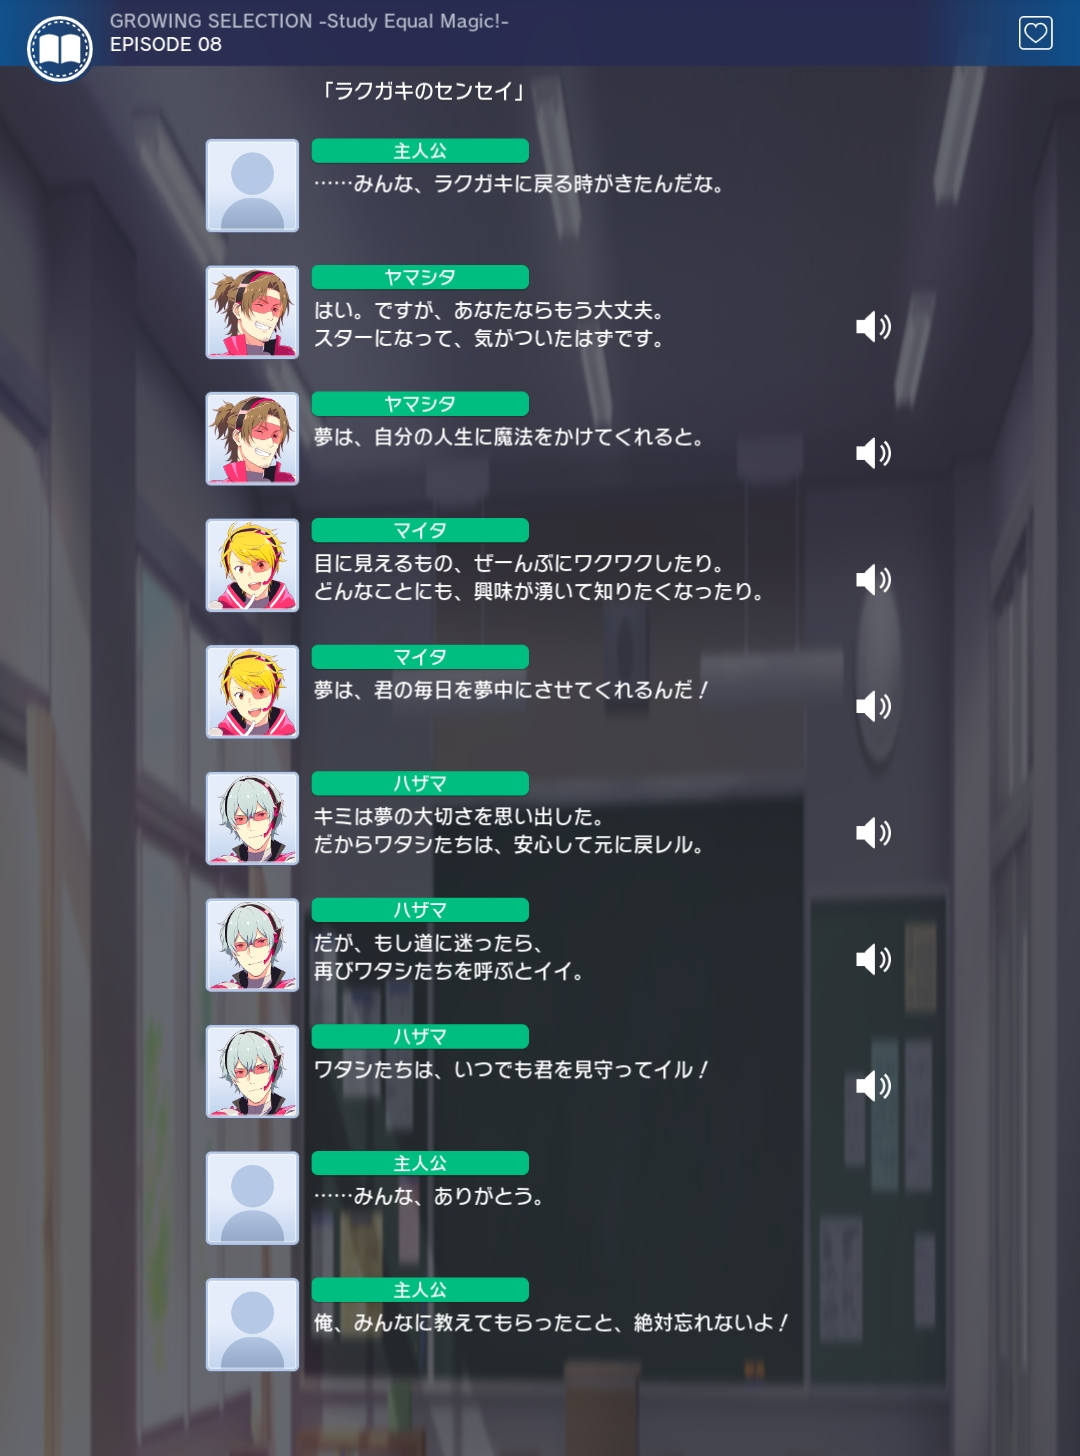 GROWING SELECTION -Study Equal Magic!-
EPISODE 08
「ラクガキのセンセイ」
主人公
……みんな、ラクガキに戻る時がきたんだな。
ヤマシタ
はい。ですが、あなたならもう大丈夫。
スターになって、気がついたはずです。
ヤマシタ
夢は、自分の人生に魔法をかけてくれると。
マイタ
目に見えるもの、ぜーんぶにワクワクしたり。
どんなことにも、興味が湧いて知りたくなったり。
マイタ
夢は、君の毎日を夢中にさせてくれるんだ！
ハザマ
キミは夢の大切さを思い出した。
だからワタシたちは、安心して元に戻レル。
ハザマ
だが、もし道に迷ったら、
再びワタシたちを呼ぶとイイ。
ハザマ
ワタシたちは、いつでも君を見守ってイル！
主人公
……みんな、ありがとう。
主人公
俺、みんなに教えてもらったこと、絶対忘れないよ！